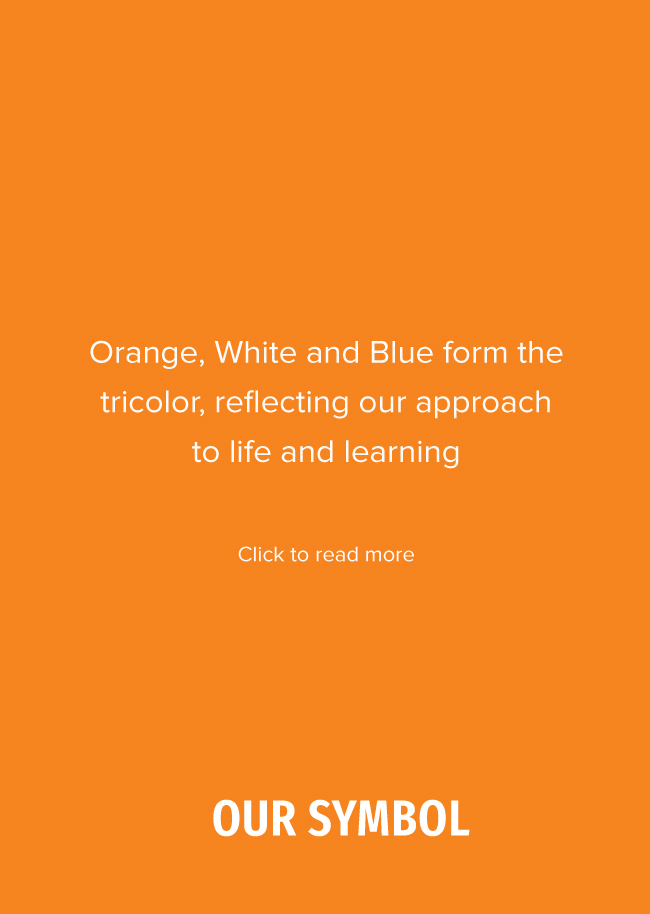 Orange, White and Blue form the
tricolor, reflecting our approach
to life and learning
Click to read more
OUR SYMBOL